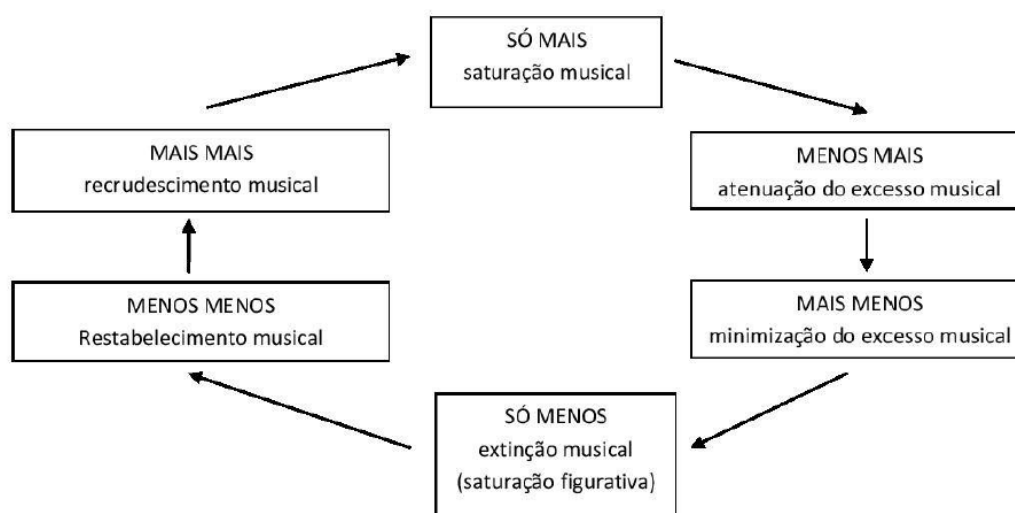 SÓ MAIS
saturação musical
MAIS MAIS
recrudescimento musical
MENOS MAIS
atenuação do excesso musical
MENOS MENOS
Restabelecimento musical
MAIS MENOS
minimização do excesso musical
SÓ MENOS
extinção musical
(saturação figurativa)